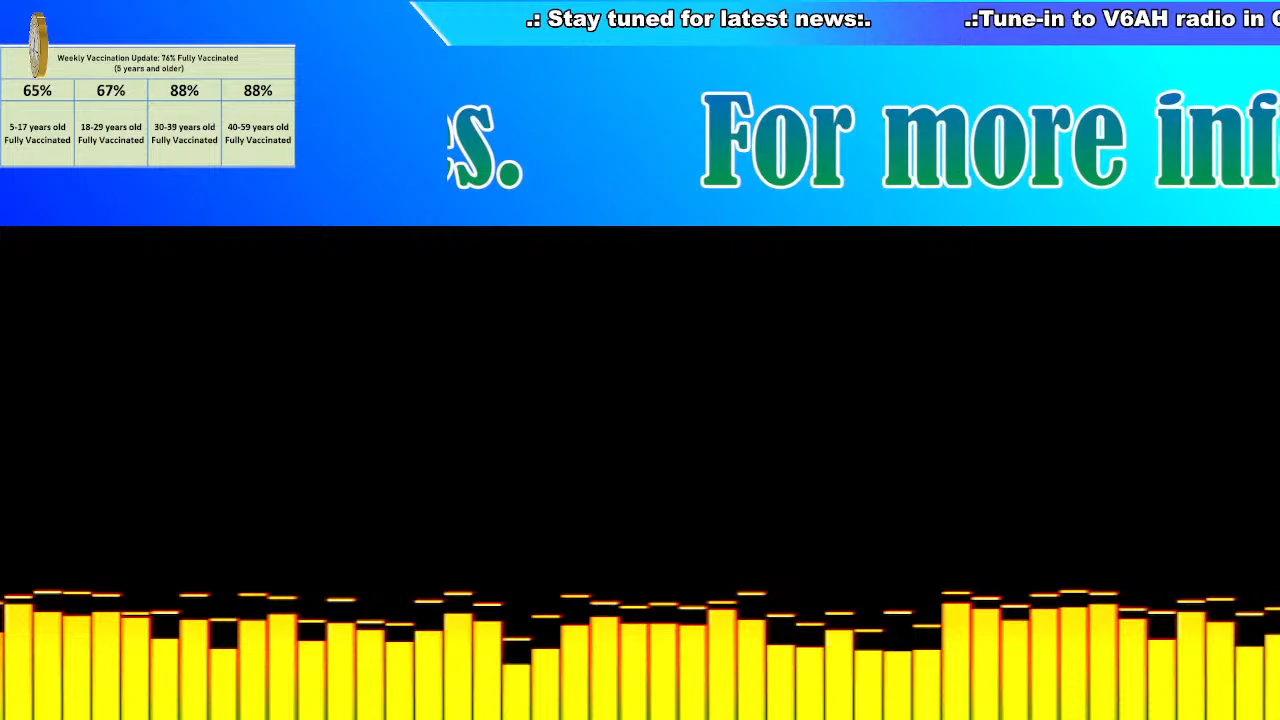 .: Stay tuned for latest news:.
.:Tune-in to V6AH radio in
Weekly Vaccination Update: 76% Fully Vaccinated
(5 years and older)
65% 67% 88% 88%
5-17 years old 18-29 years old 30-39 years old 40-59 years old
Fully Vaccinated Fully Vaccinated Fully Vaccinated Fully Vaccinated
s. For more inf